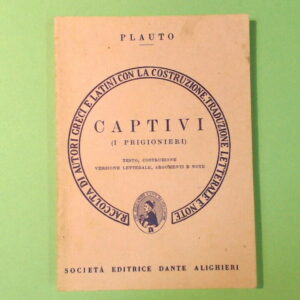 PLAUTO
RACCOLTA DI AUTORI GRECI E LATINI CON LA COSTRUZIONE, TRADUZIONE LETTERALE E NOTE
CAPTIVI
(I PRIGIONIERI)
TESTO, COSTRUZIONE
VERSIONE LETTERALE, ARGOMENTI E NOTE
SOCIETÀ EDITRICE DANTE ALIGHIERI